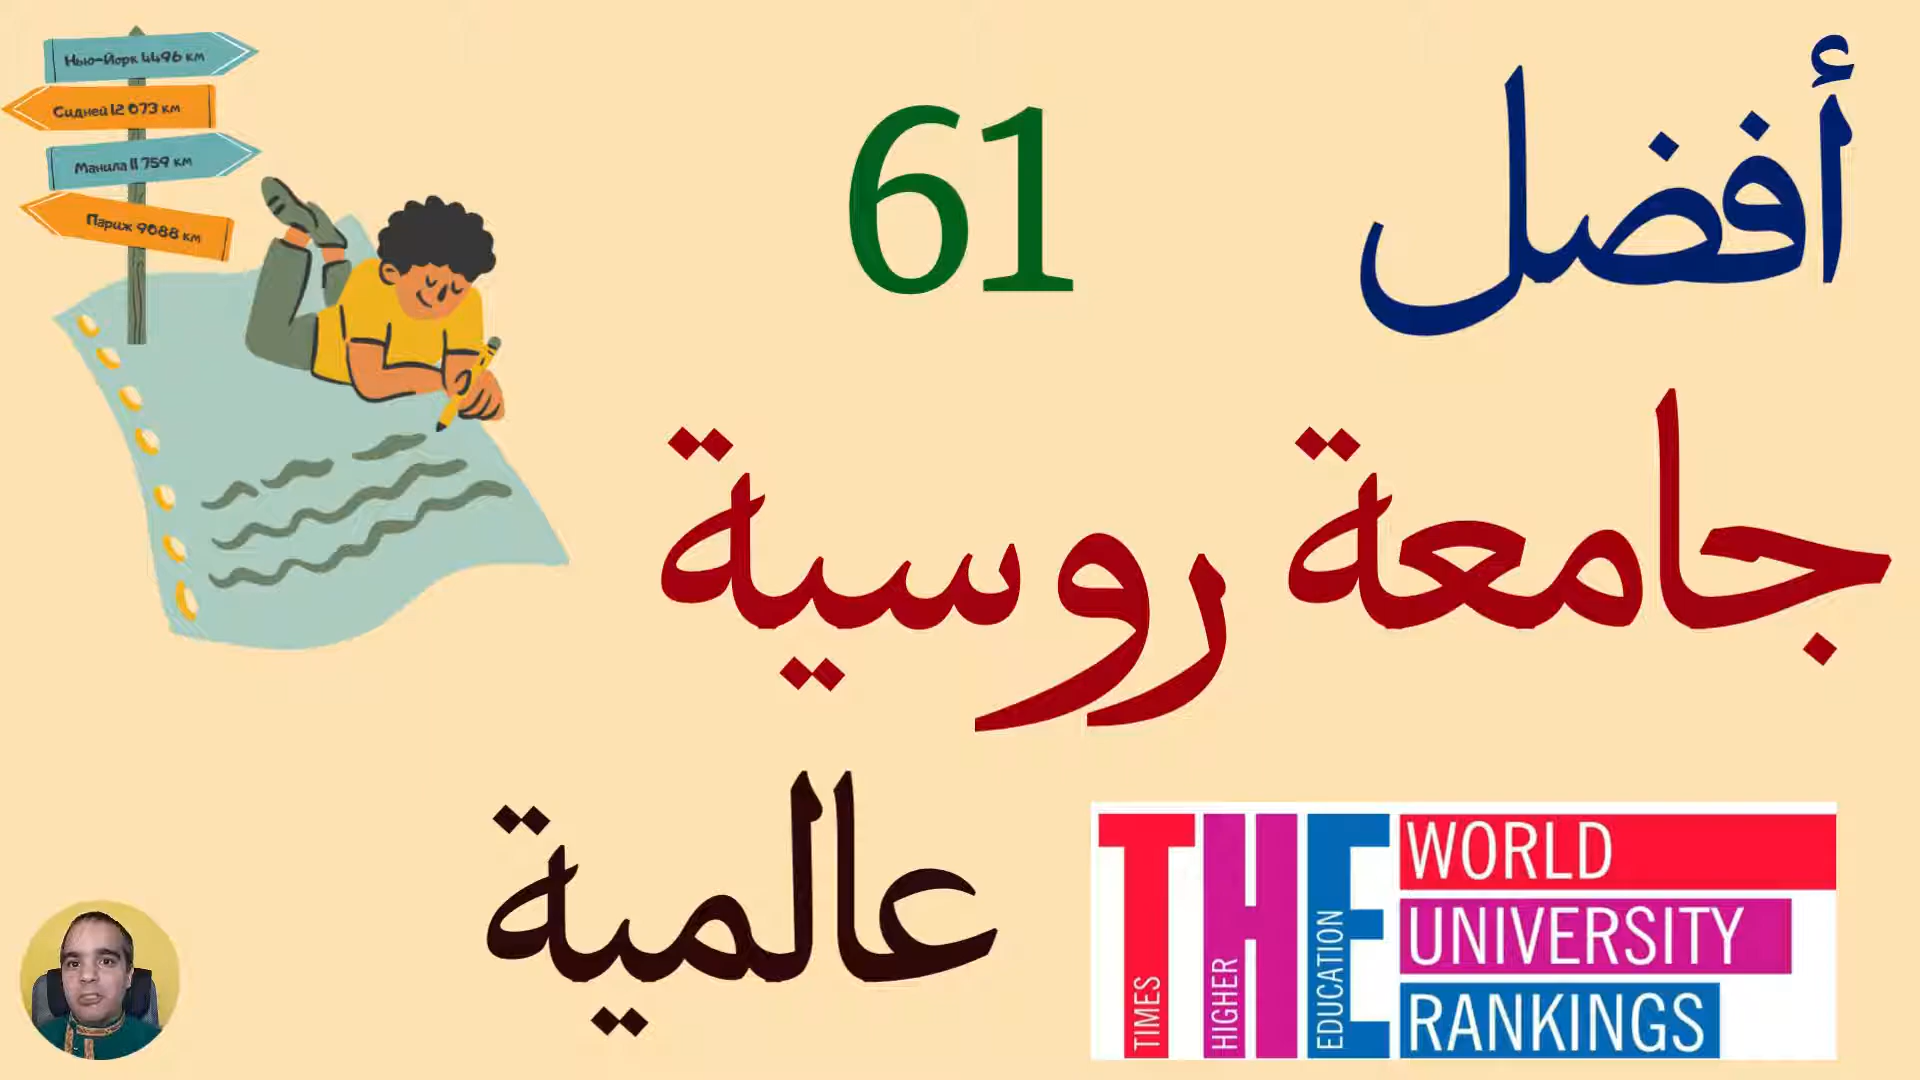 Нью-Йорк 4496 км
Сидней 12 073 км
Манила 11 759 км
Париж 9088 км
أفضل 61
جامعة روسية
عالمية
TIMES HIGHER EDUCATION
WORLD
UNIVERSITY
RANKINGS